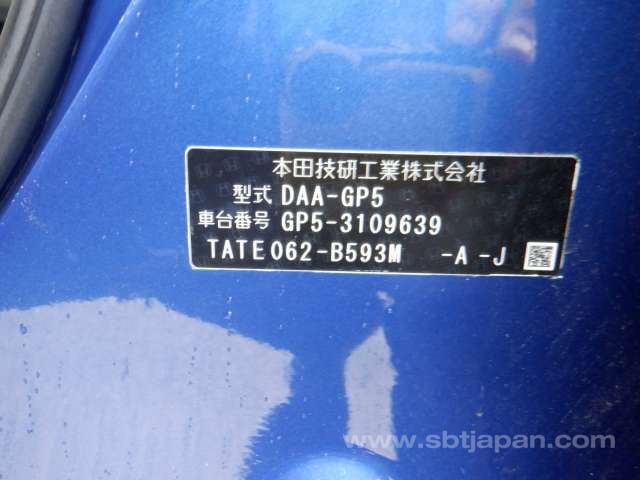 本田技研工業株式会社
型式 DAA-GP5
車台番号 GP5-3109639
TATE062-B593M -A -J
www.sbtjapan.com